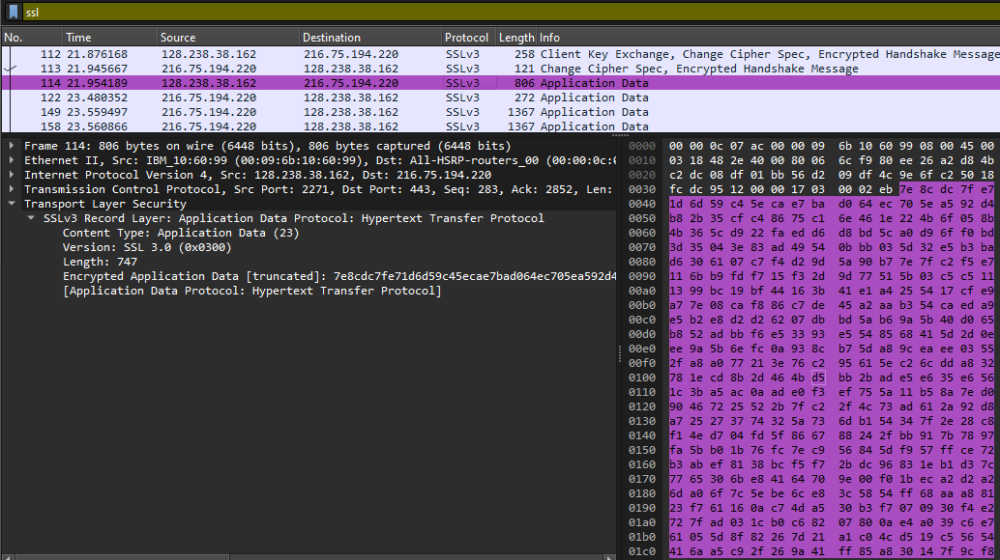 ssl
No. Time Source Destination Protocol Length Info
112 21.876168 128.238.38.162 216.75.194.220 SSLv3 258 Client Key Exchange, Change Cipher Spec, Encrypted Handshake Message
113 21.945667 216.75.194.220 128.238.38.162 SSLv3 121 Change Cipher Spec, Encrypted Handshake Message
114 21.954189 128.238.38.162 216.75.194.220 SSLv3 806 Application Data
122 23.480352 216.75.194.220 128.238.38.162 SSLv3 272 Application Data
149 23.559497 216.75.194.220 128.238.38.162 SSLv3 1367 Application Data
158 23.560866 216.75.194.220 128.238.38.162 SSLv3 1367 Application Data
Frame 114: 806 bytes on wire (6448 bits), 806 bytes captured (6448 bits)
Ethernet II, Src: IBM_10:60:99 (00:09:6b:10:60:99), Dst: All-HSRP-routers_00 (00:00:0c:0
Internet Protocol Version 4, Src: 128.238.38.162, Dst: 216.75.194.220
Transmission Control Protocol, Src Port: 2271, Dst Port: 443, Seq: 283, Ack: 2852, Len:
Transport Layer Security
SSLv3 Record Layer: Application Data Protocol: Hypertext Transfer Protocol
Content Type: Application Data (23)
Version: SSL 3.0 (0x0300)
Length: 747
Encrypted Application Data [truncated]: 7e8cdc7fe71d6d59c45ecae7bad064ec705ea592d4
[Application Data Protocol: Hypertext Transfer Protocol]
0000 00 00 0c 07 ac 00 00 09 6b 10 60 99 08 00 45 00
0010 03 18 48 2e 40 00 80 06 6c f9 80 ee 26 a2 d8 4b
0020 c2 dc 08 df 01 bb 56 d2 09 df 4c 9e 6f c2 50 18
0030 fc dc 95 12 00 00 17 03 00 02 eb 7e 8c dc 7f e7
0040 1d 6d 59 c4 5e ca e7 ba d0 64 ec 70 5e a5 92 d4
0050 b8 2b 35 cf c4 86 75 c1 6e 46 1e 22 4b 6f 05 8b
0060 4b 36 5c d9 22 fa ed d6 d8 bd 5c a0 d9 6f f0 bd
0070 3d 35 04 3e 83 ad 49 54 0b bb 03 5d 32 e5 b3 ba
0080 d6 30 61 07 c7 f4 d2 9d 5a 90 b7 7e 7f c2 f5 e7
0090 11 6b b9 fd f7 15 f3 2d 9d 77 51 5b 03 c5 c5 11
00a0 13 99 bc 19 bf 44 16 3b 41 e1 a4 25 54 17 cf e9
00b0 a7 7e 08 ca f8 86 c7 de 45 a2 aa b3 54 ca ed a9
00c0 e5 b2 e8 d2 d2 62 07 db bd 5a b6 9a 5b 40 d0 65
00d0 b8 52 ad bb f6 e5 33 93 e5 54 85 68 41 5d 2d 0e
00e0 ee 9a 5b 6e fc 0a 93 8c b7 5d a8 9c ea ee 03 55
00f0 2f a8 a0 77 21 3e 76 c2 95 61 5e c2 6c dd a8 32
0100 78 1e cd 8b 2d 46 4b d5 bb 2b ad e5 e6 35 e6 56
0110 1c 3b a5 ac 0a ad e0 f3 ef 75 5a 11 b5 8a 7e d0
0120 90 46 72 25 52 2b 7f c2 2f 4c 73 ad 61 2a 92 d8
0130 a7 25 27 37 74 32 5a 73 6d b1 54 34 7f 2e 28 c8
0140 f1 4e d7 04 fd 5f 86 67 88 24 2f bb 91 7b 78 97
0150 fa 5b b0 1b 76 fc 7e c9 56 84 5d f9 57 ff ce 72
0160 b3 ab ef 81 38 bc f5 f7 2b dc 96 83 1e b1 d3 7c
0170 77 65 30 6b e8 41 64 70 9e 00 f0 1b ec a2 d2 a2
0180 6d a0 6f 7c 5e be 6c e8 3c 58 54 ff 68 aa a8 81
0190 23 f7 61 16 0a c7 4d a5 30 b3 f7 07 09 30 f4 e2
01a0 72 7f ad 03 1c b0 c6 82 07 80 0a e4 a0 39 c6 e7
01b0 61 05 5d 8f 82 26 7d 21 a1 c0 4c d5 19 c5 56 54
01c0 41 6a a5 c9 2f 26 9a 41 ff 85 a8 30 14 7f 9c f8